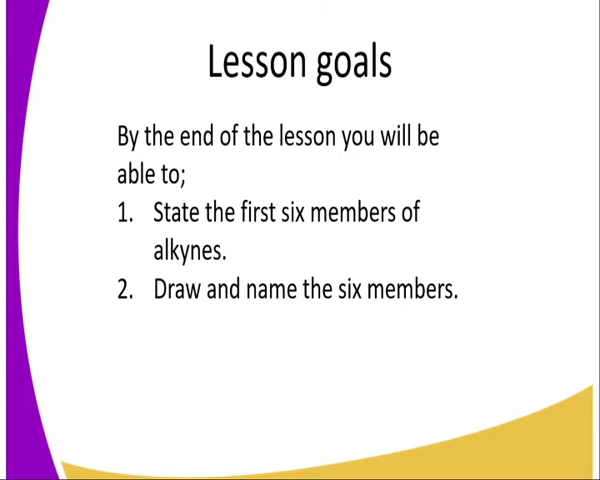 Lesson goals
By the end of the lesson you will be
able to;
1. State the first six members of
alkynes.
2. Draw and name the six members.